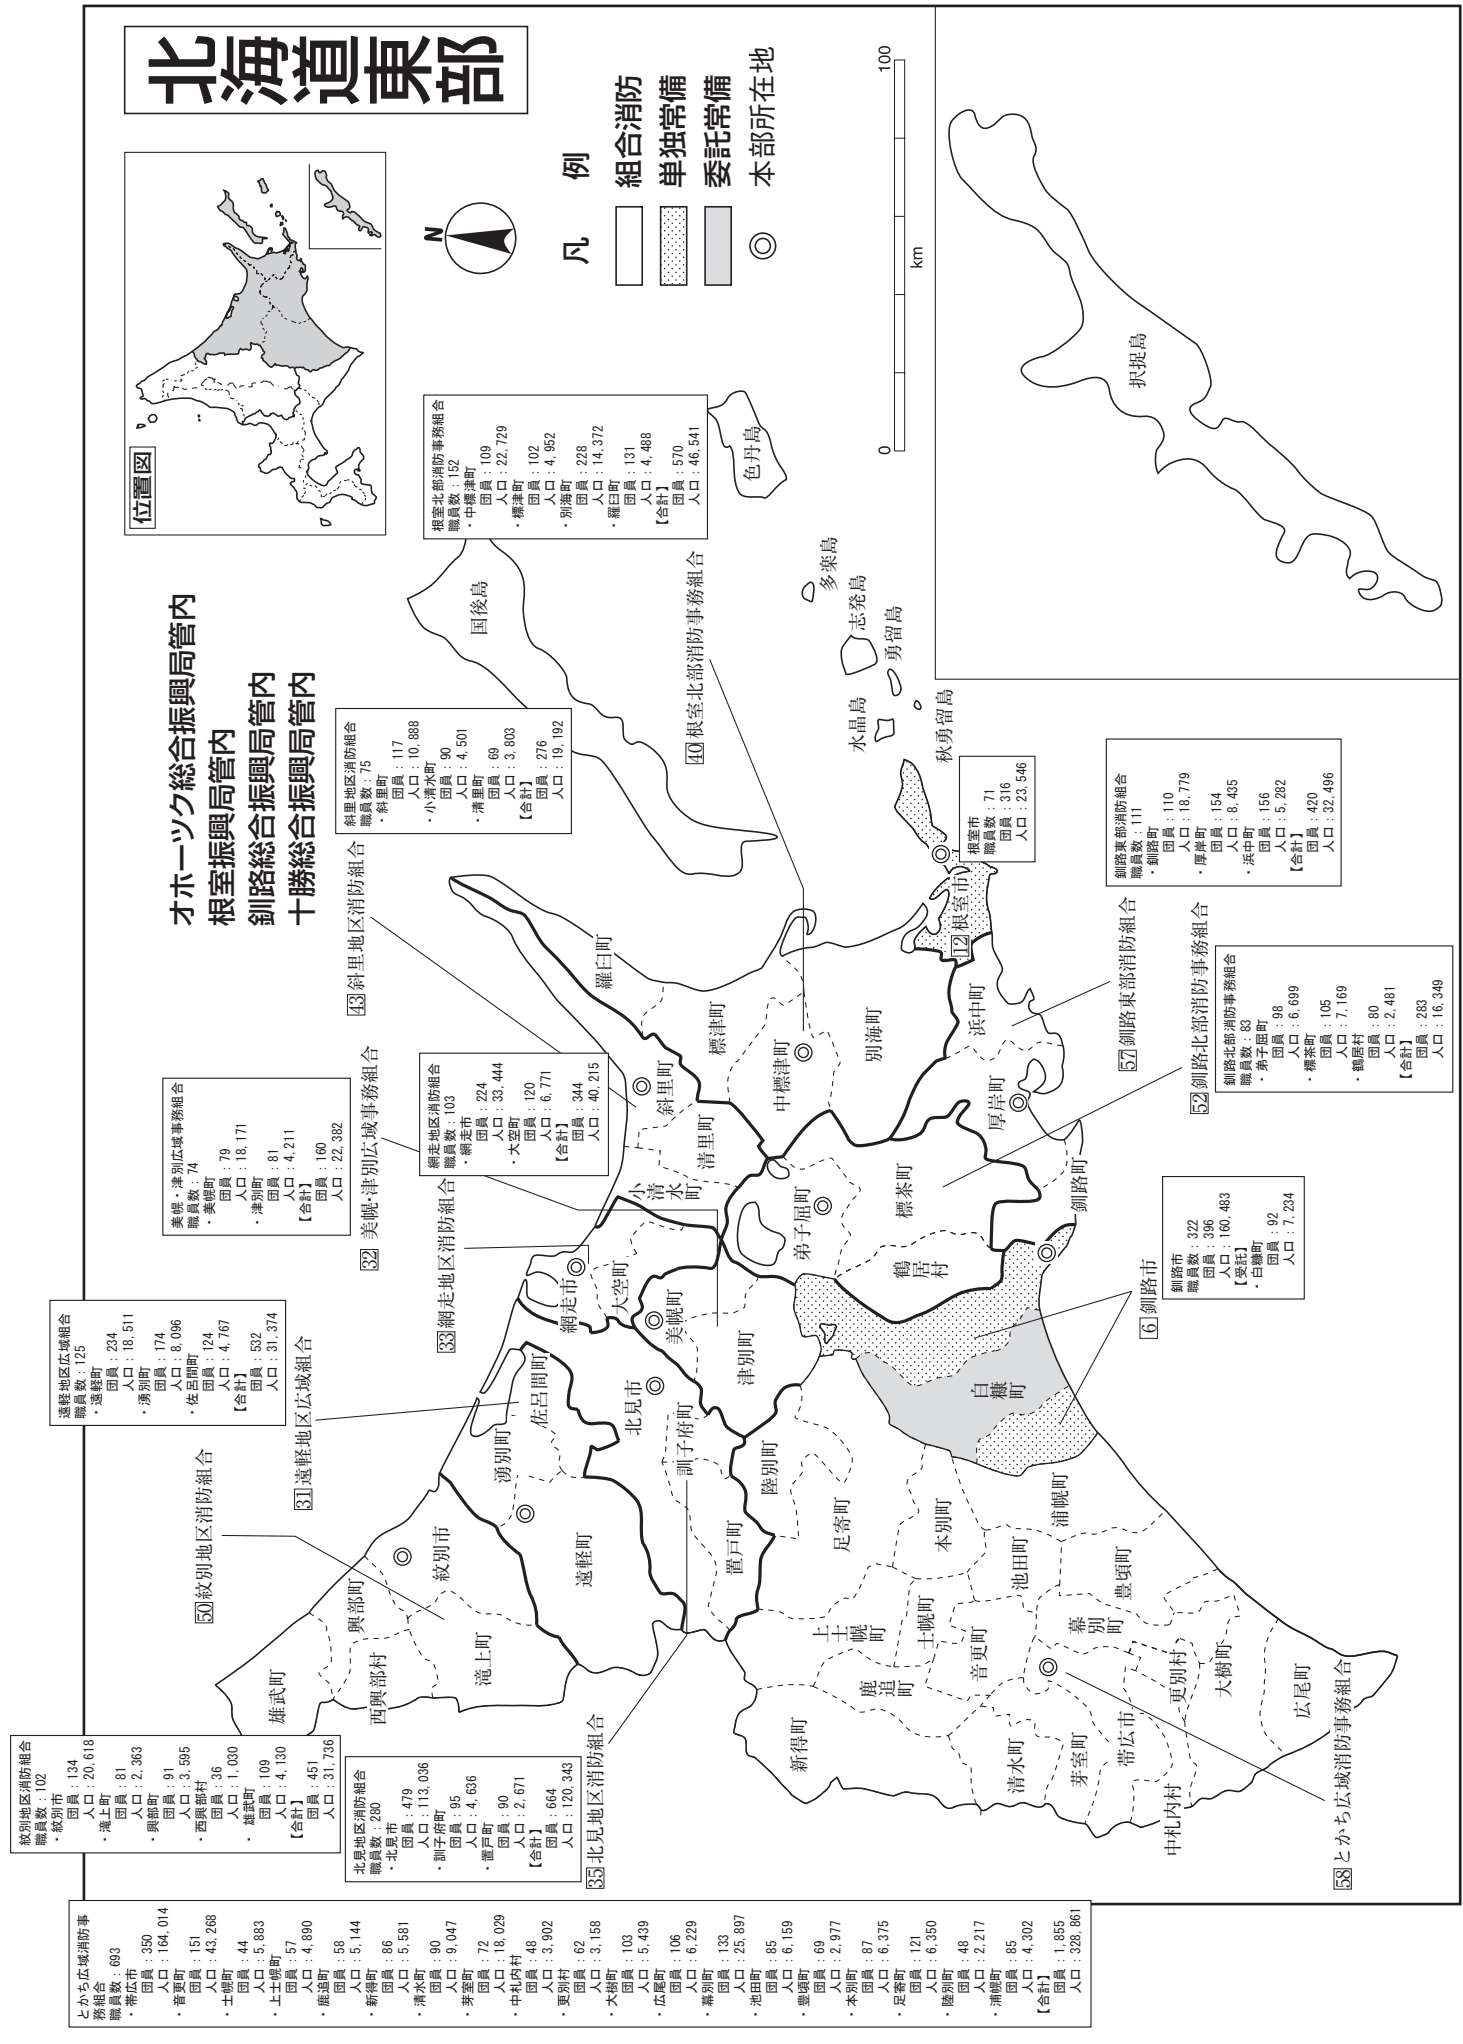 北海道東部
位置図
オホーツク総合振興局管内
根室振興局管内
釧路総合振興局管内
十勝総合振興局管内
N
凡 例
組合消防
単独常備
委託常備
本部所在地
0
100
km
とかち広域消防事
務組合
職員数：693
・帯広市
団員：350
人口：164,014
・音更町
団員：151
人口：43,268
・士幌町
団員：44
人口：5,883
・上士幌町
団員：57
人口：4,890
・鹿追町
団員：58
人口：5,144
・新得町
団員：86
人口：5,581
・清水町
団員：90
人口：9,047
・芽室町
団員：72
人口：18,029
・中札内村
団員：48
人口：3,902
・更別村
団員：62
人口：3,158
・大樹町
団員：103
人口：5,439
・広尾町
団員：106
人口：6,229
・幕別町
団員：133
人口：25,897
・池田町
団員：85
人口：6,159
・豊頃町
団員：69
人口：2,977
・本別町
団員：87
人口：6,375
・足寄町
団員：121
人口：6,350
・陸別町
団員：48
人口：2,217
・浦幌町
団員：85
人口：4,302
【合計】
団員：1,855
人口：328,861
紋別地区消防組合
職員数：102
・紋別市
団員：134
人口：20,618
・滝上町
団員：81
人口：2,363
・興部町
団員：91
人口：3,595
・西興部村
団員：36
人口：1,030
・雄武町
団員：109
人口：4,130
【合計】
団員：451
人口：31,736
北見地区消防組合
職員数：280
・北見市
団員：479
人口：113,036
・訓子府町
団員：95
人口：4,636
・置戸町
団員：90
人口：2,671
【合計】
団員：664
人口：120,343
遠軽地区広域組合
職員数：125
・遠軽町
団員：234
人口：18,511
・湧別町
団員：174
人口：8,096
・佐呂間町
団員：124
人口：4,767
【合計】
団員：532
人口：31,374
美幌・津別広域事務組合
職員数：74
・美幌町
団員：79
人口：18,171
・津別町
団員：81
人口：4,211
【合計】
団員：160
人口：22,382
網走地区消防組合
職員数：103
・網走市
団員：224
人口：33,444
・大空町
団員：120
人口：6,771
【合計】
団員：344
人口：40,215
斜里地区消防組合
職員数：75
・斜里町
団員：117
人口：10,888
・小清水町
団員：90
人口：4,501
・清里町
団員：69
人口：3,803
【合計】
団員：276
人口：19,192
根室北部消防事務組合
職員数：152
・中標津町
団員：109
人口：22,729
・標津町
団員：102
人口：4,952
・別海町
団員：228
人口：14,372
・羅臼町
団員：131
人口：4,488
【合計】
団員：570
人口：46,541
根室市
職員数：71
団員：316
人口：23,546
釧路東部消防組合
職員数：111
・釧路町
団員：110
人口：18,779
・厚岸町
団員：154
人口：8,435
・浜中町
団員：156
人口：5,282
【合計】
団員：420
人口：32,496
釧路北部消防事務組合
職員数：83
・弟子屈町
団員：98
人口：6,699
・標茶町
団員：105
人口：7,169
・鶴居村
団員：80
人口：2,481
【合計】
団員：283
人口：16,349
釧路市
職員数：322
団員：396
人口：160,483
【受託】
・白糠町
団員：92
人口：7,234
50 紋別地区消防組合
31 遠軽地区広域組合
32 美幌・津別広域事務組合
33 網走地区消防組合
43 斜里地区消防組合
40 根室北部消防事務組合
12 根室市
57 釧路東部消防組合
52 釧路北部消防事務組合
6 釧路市
35 北見地区消防組合
58 とかち広域消防事務組合
雄武町
興部町
西興部村
紋別市
滝上町
湧別町
佐呂間町
遠軽町
北見市
訓子府町
置戸町
網走市
大空町
美幌町
津別町
小清水町
清里町
斜里町
羅臼町
標津町
中標津町
別海町
浜中町
厚岸町
釧路町
標茶町
弟子屈町
鶴居村
白糠町
陸別町
足寄町
本別町
浦幌町
池田町
豊頃町
幕別町
上士幌町
士幌町
音更町
鹿追町
新得町
清水町
芽室町
帯広市
中札内村
更別村
大樹町
広尾町
国後島
色丹島
多楽島
志発島
勇留島
水晶島
秋勇留島
択捉島